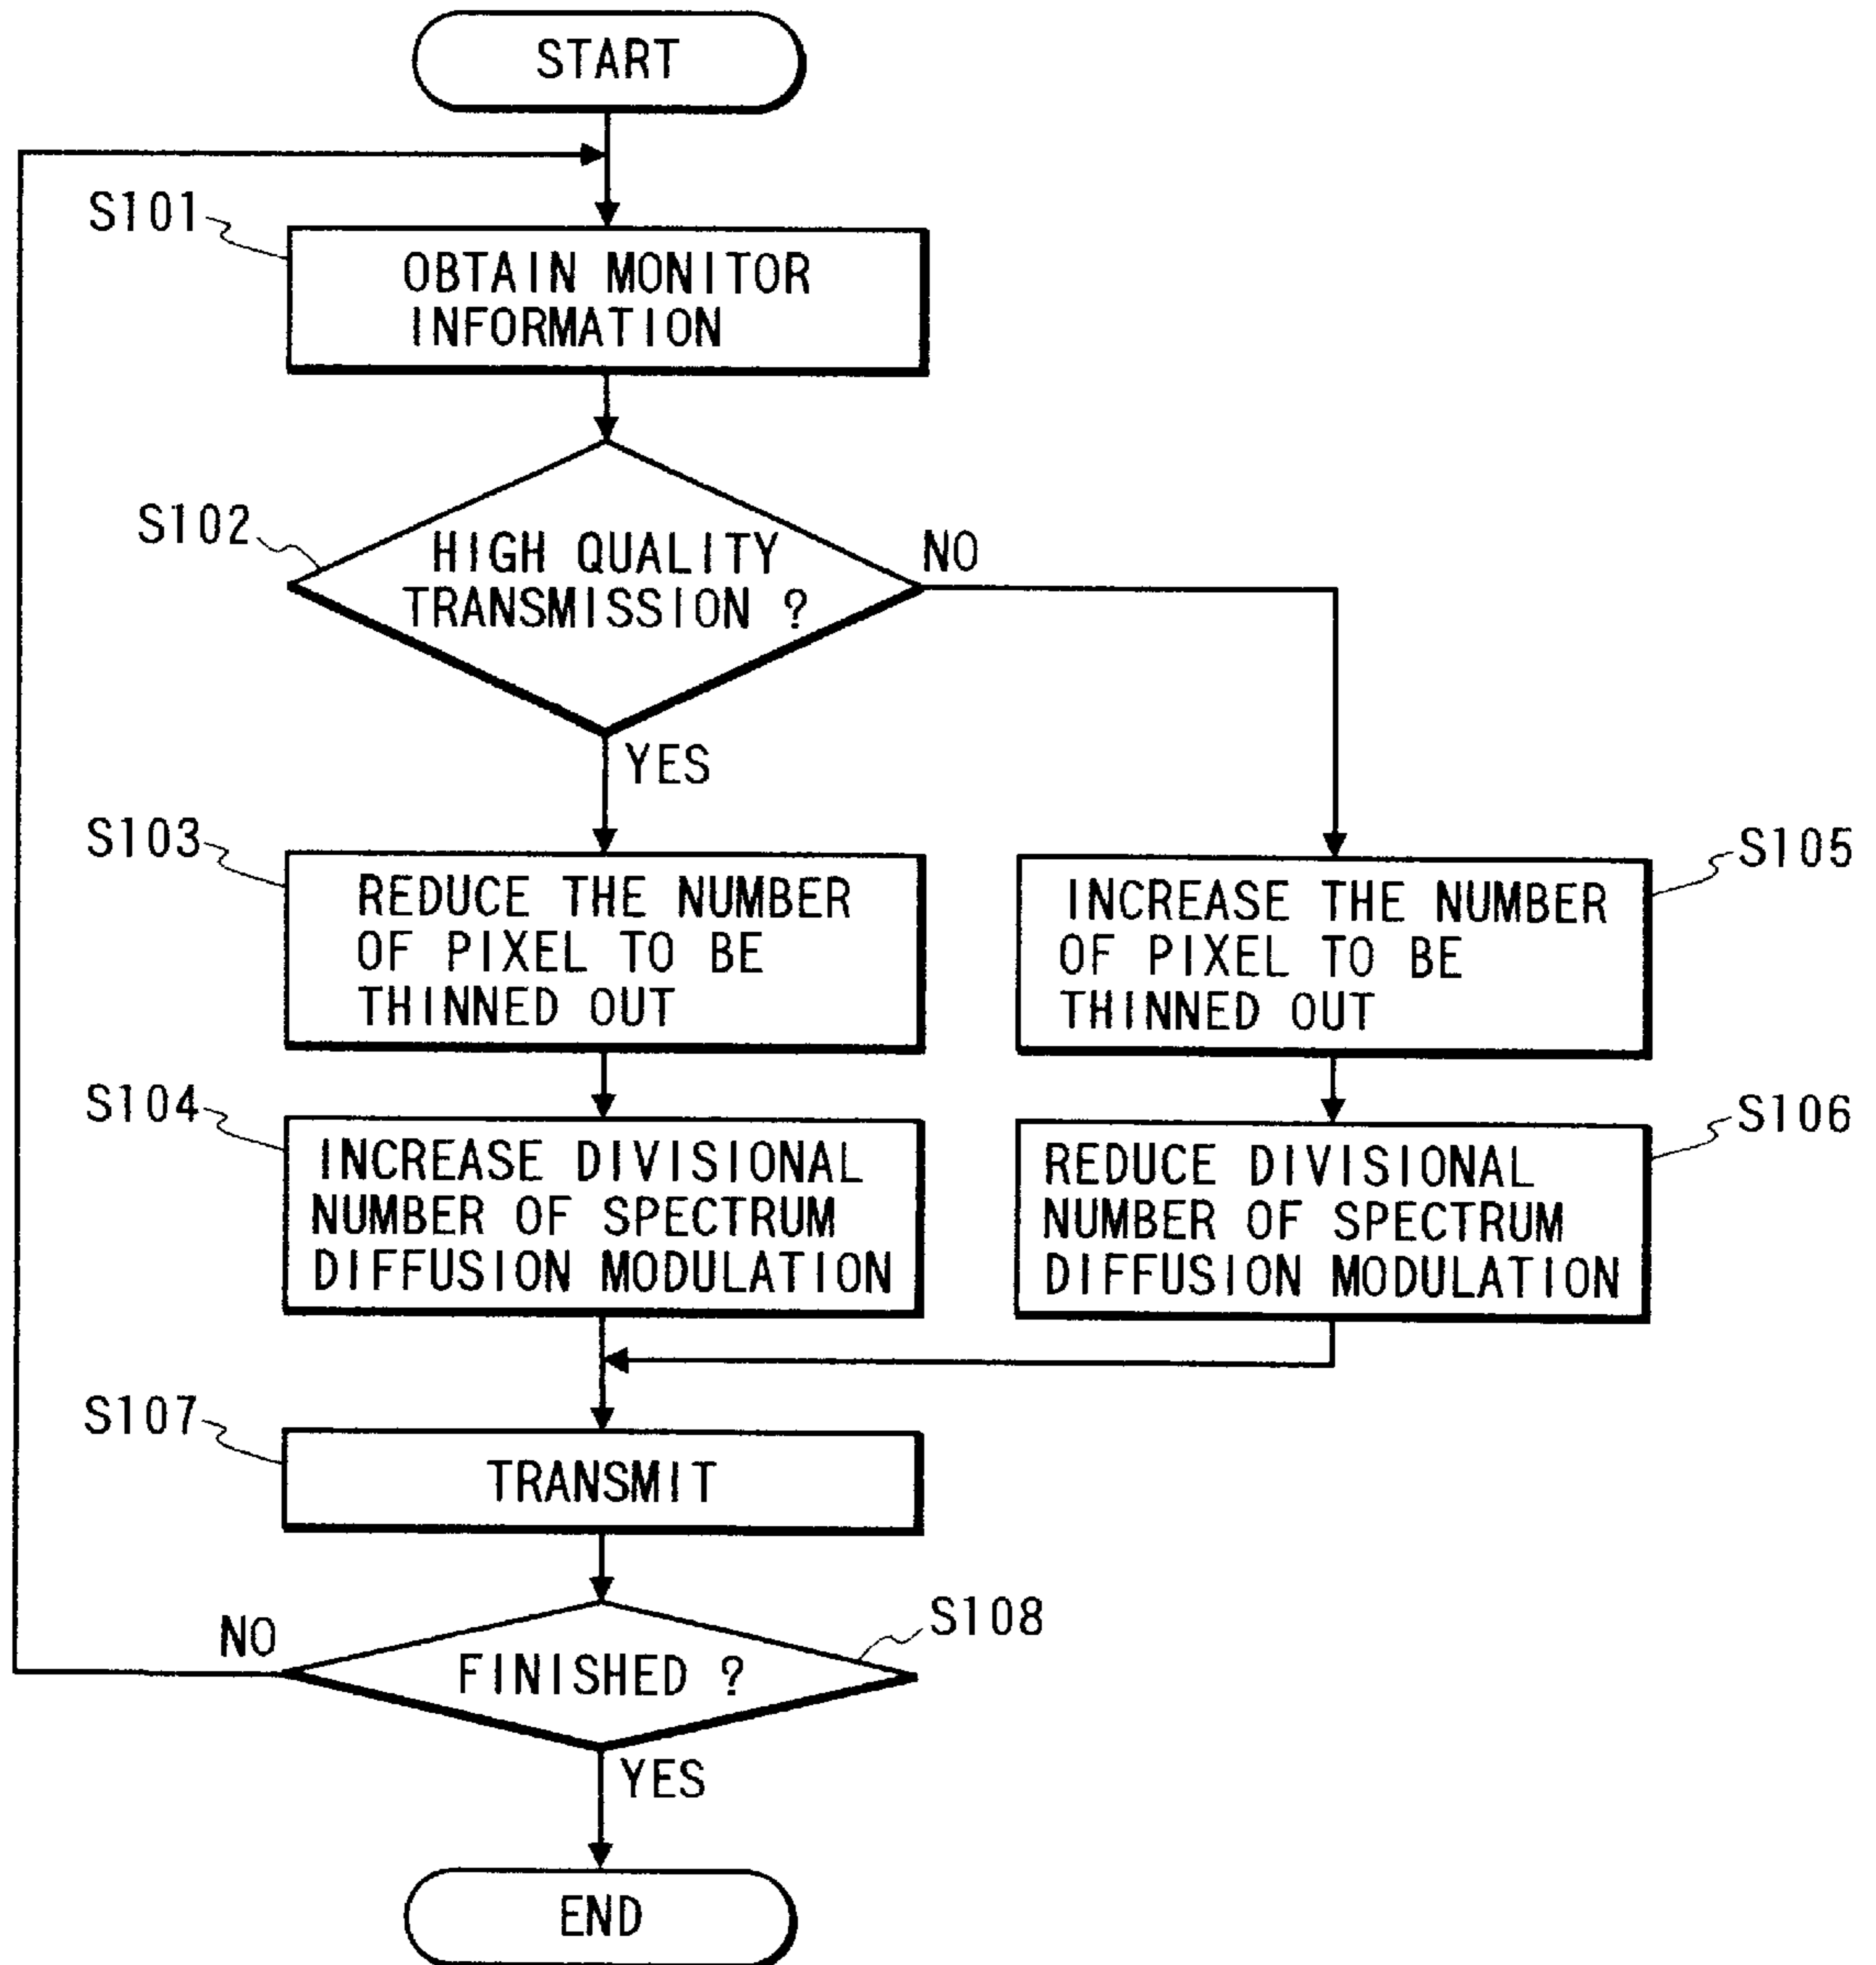 START
S101
OBTAIN MONITOR
INFORMATION
S102
HIGH QUALITY
TRANSMISSION ?
NO
YES
S103
REDUCE THE NUMBER
OF PIXEL TO BE
THINNED OUT
S105
INCREASE THE NUMBER
OF PIXEL TO BE
THINNED OUT
S104
INCREASE DIVISIONAL
NUMBER OF SPECTRUM
DIFFUSION MODULATION
S106
REDUCE DIVISIONAL
NUMBER OF SPECTRUM
DIFFUSION MODULATION
S107
TRANSMIT
S108
NO
FINISHED ?
YES
END